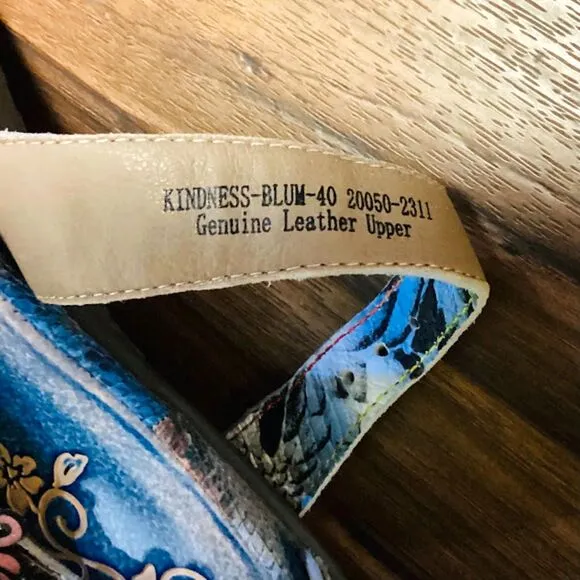 KINDNESS-BLUM-40 20050-2311
Genuine Leather Upper